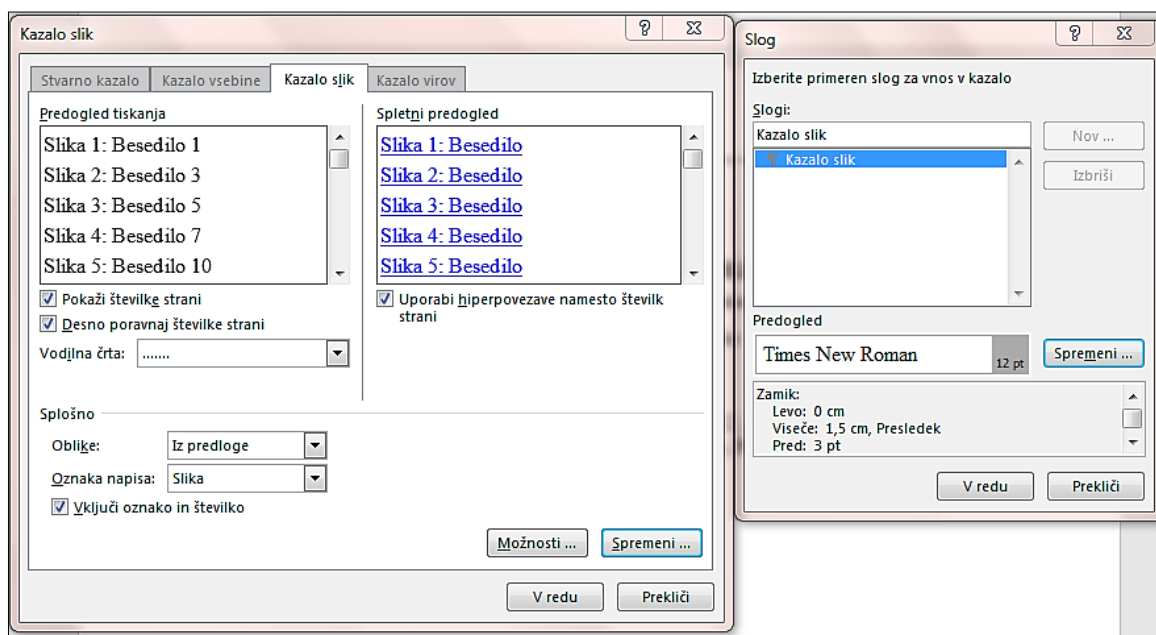 Kazalo slik
Stvarno kazalo
Kazalo vsebine
Kazalo slik
Kazalo virov
Predogled tiskanja
Slika 1: Besedilo 1
Slika 2: Besedilo 3
Slika 3: Besedilo 5
Slika 4: Besedilo 7
Slika 5: Besedilo 10
Pokaži številke strani
Desno poravnaj številke strani
Vodilna črta: .......
Spletni predogled
Slika 1: Besedilo
Slika 2: Besedilo
Slika 3: Besedilo
Slika 4: Besedilo
Slika 5: Besedilo
Uporabi hiperpovezave namesto številk
strani
Splošno
Oblike: Iz predloge
Oznaka napisa: Slika
Vključi oznako in številko
Možnosti ...
Spremeni ...
V redu
Prekliči
Slog
Izberite primeren slog za vnos v kazalo
Slogi:
Kazalo slik
¶ Kazalo slik
Nov ...
Izbriši
Predogled
Times New Roman
12 pt
Spremeni ...
Zamik:
Levo: 0 cm
Viseče: 1,5 cm, Presledek
Pred: 3 pt
V redu
Prekliči